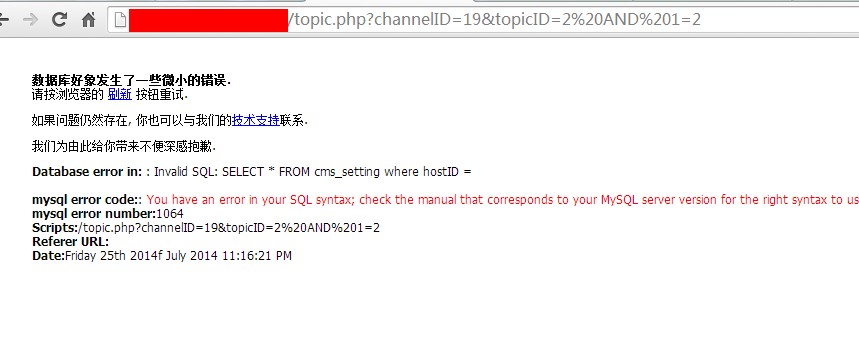 /topic.php?channelID=19&topicID=2%20AND%201=2
数据库好象发生了一些微小的错误.
请按浏览器的 刷新 按钮重试.
如果问题仍然存在, 你也可以与我们的技术支持联系.
我们为由此给你带来不便深感抱歉.
Database error in: : Invalid SQL: SELECT * FROM cms_setting where hostID =
mysql error code:: You have an error in your SQL syntax; check the manual that corresponds to your MySQL server version for the right syntax to us
mysql error number:1064
Scripts:/topic.php?channelID=19&topicID=2%20AND%201=2
Referer URL:
Date:Friday 25th 2014f July 2014 11:16:21 PM